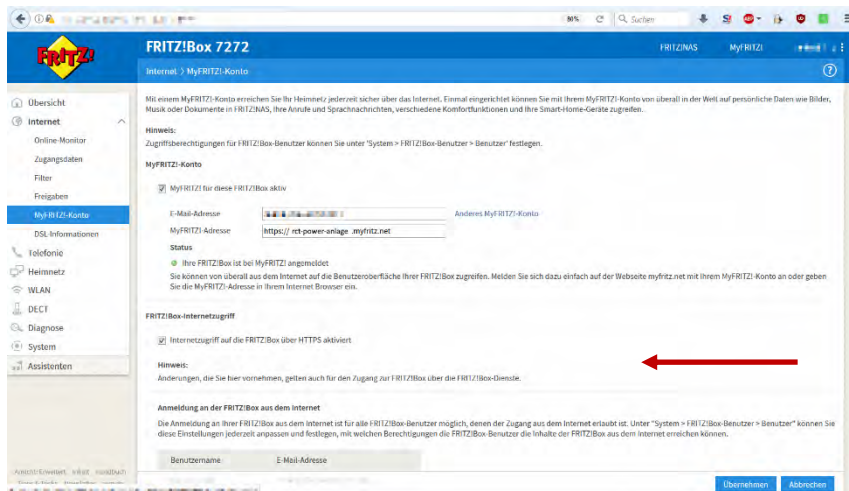 80%
Suchen
FRITZ!
FRITZ!Box 7272
FRITZ!NAS
MyFRITZ!
Internet > MyFRITZ!-Konto
Übersicht
Internet
Online-Monitor
Zugangsdaten
Filter
Freigaben
MyFRITZ!-Konto
DSL-Informationen
Telefonie
Heimnetz
WLAN
DECT
Diagnose
System
Assistenten
Mit einem MyFRITZ!-Konto erreichen Sie Ihr Heimnetz jederzeit sicher über das Internet. Einmal eingerichtet können Sie mit Ihrem MyFRITZ!-Konto von überall in der Welt auf persönliche Daten wie Bilder,
Musik oder Dokumente in FRITZ!NAS, Ihre Anrufe und Sprachnachrichten, verschiedene Komfortfunktionen und Ihre Smart-Home-Geräte zugreifen.
Hinweis:
Zugriffsberechtigungen für FRITZ!Box-Benutzer können Sie unter "System > FRITZ!Box-Benutzer > Benutzer" festlegen.
MyFRITZ!-Konto
MyFRITZ! für diese FRITZ!Box aktiv
E-Mail-Adresse
Anderes MyFRITZ!-Konto
MyFRITZ!-Adresse
https:// rct-power-anlage .myfritz.net
Status
Ihre FRITZ!Box ist bei MyFRITZ! angemeldet
Sie können von überall aus dem Internet auf die Benutzeroberfläche Ihrer FRITZ!Box zugreifen. Melden Sie sich dazu einfach auf der Webseite myfritz.net mit Ihrem MyFRITZ!-Konto an oder geben
Sie die MyFRITZ!-Adresse in Ihrem Internet Browser ein.
FRITZ!Box-Internetzugriff
Internetzugriff auf die FRITZ!Box über HTTPS aktiviert
Hinweis:
Änderungen, die Sie hier vornehmen, gelten auch für den Zugang zur FRITZ!Box über die FRITZ!Box-Dienste.
Anmeldung an der FRITZ!Box aus dem Internet
Die Anmeldung an Ihrer FRITZ!Box aus dem Internet ist für alle FRITZ!Box-Benutzer möglich, denen der Zugang aus dem Internet erlaubt ist. Unter "System > FRITZ!Box-Benutzer > Benutzer" können Sie
diese Einstellungen jederzeit anpassen und festlegen, mit welchen Berechtigungen die FRITZ!Box-Benutzer die Inhalte der FRITZ!Box aus dem Internet erreichen können.
Benutzername
E-Mail-Adresse
Ansicht: Erweitert Inhalt Handbuch
Übernehmen
Abbrechen